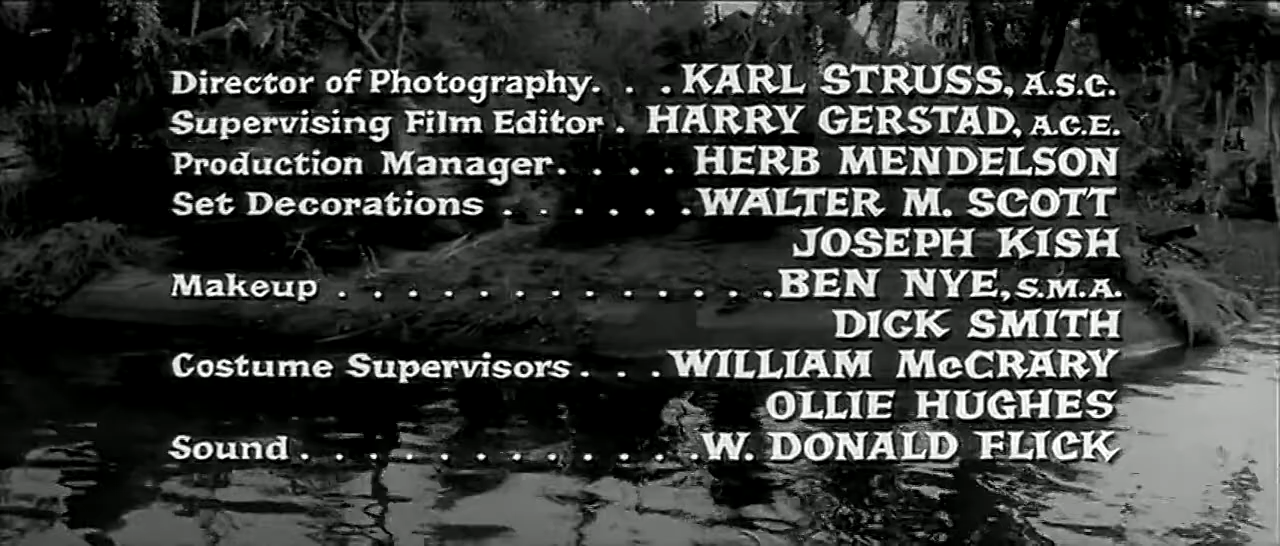 Director of Photography. . . KARL STRUSS, A.S.C.
Supervising Film Editor . HARRY GERSTAD, A.C.E.
Production Manager. . . . HERB MENDELSON
Set Decorations . . . . . . WALTER M. SCOTT
JOSEPH KISH
Makeup . . . . . . . . . . . . . BEN NYE, S.M.A.
DICK SMITH
Costume Supervisors . . . WILLIAM McCRARY
OLLIE HUGHES
Sound . . . . . . . . . . . . W. DONALD FLICK